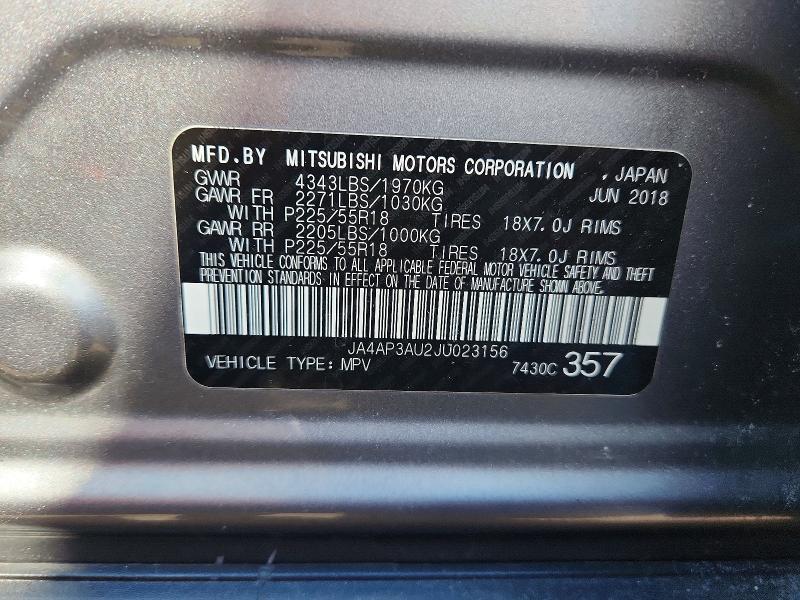 MFD.BY MITSUBISHI MOTORS CORPORATION , JAPAN
GVWR 4343LBS/1970KG JUN 2018
GAWR FR 2271LBS/1030KG
WITH P225/55R18 TIRES 18X7.0J RIMS
GAWR RR 2205LBS/1000KG
WITH P225/55R18 TIRES 18X7.0J RIMS
THIS VEHICLE CONFORMS TO ALL APPLICABLE FEDERAL MOTOR VEHICLE SAFETY AND THEFT
PREVENTION STANDARDS IN EFFECT ON THE DATE OF MANUFACTURE SHOWN ABOVE.
JA4AP3AU2JU023156
VEHICLE TYPE: MPV 7430C 357